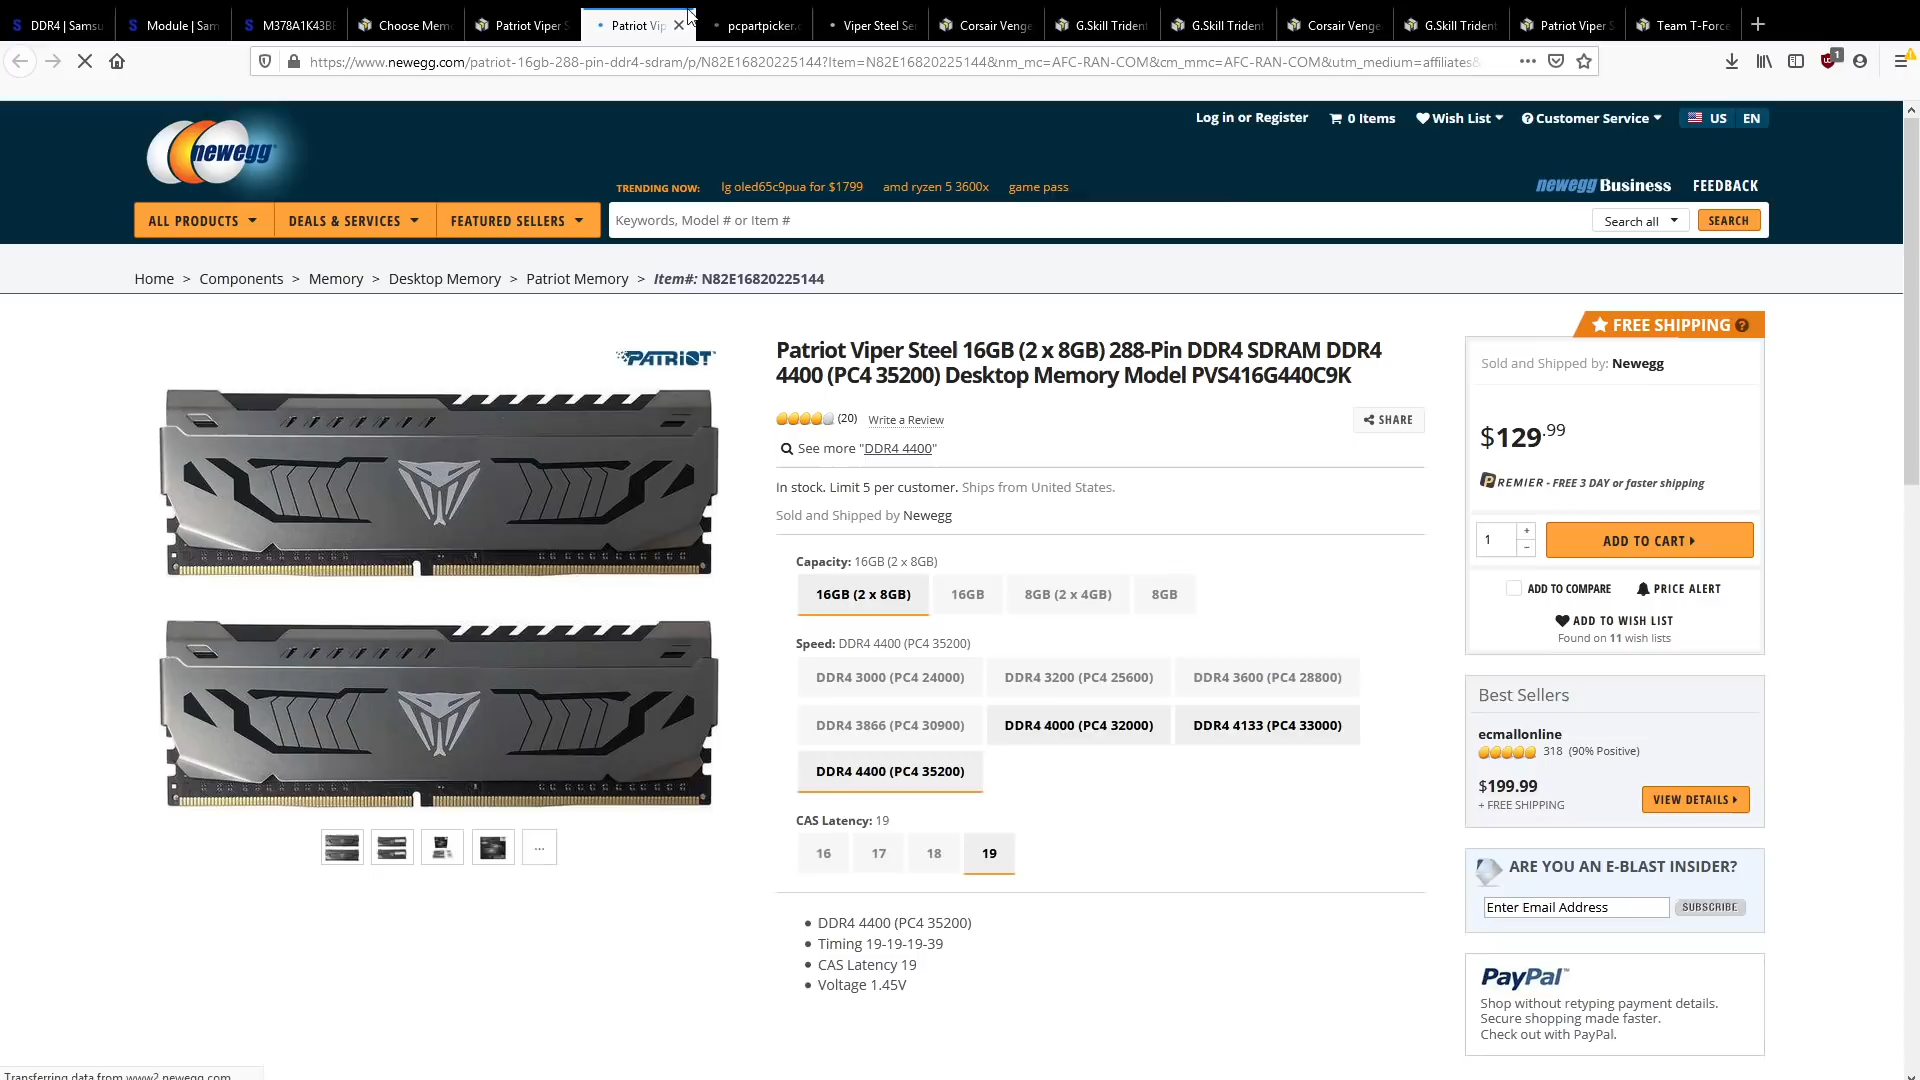 DDR4 | Samsu
Module | Sam
M378A1K43BB
Choose Mem
Patriot Viper S
Patriot Vip
pcpartpicker.c
Viper Steel Se
Corsair Venge
G.Skill Trident
G.Skill Trident
Corsair Venge
G.Skill Trident
Patriot Viper S
Team T-Force
https://www.newegg.com/patriot-16gb-288-pin-ddr4-sdram/p/N82E16820225144?Item=N82E16820225144&nm_mc=AFC-RAN-COM&cm_mmc=AFC-RAN-COM&utm_medium=affiliates&
1
Log in or Register
0 Items
Wish List
Customer Service
US
EN
newegg
TRENDING NOW:
lg oled65c9pua for $1799
amd ryzen 5 3600x
game pass
newegg Business
FEEDBACK
ALL PRODUCTS
DEALS & SERVICES
FEATURED SELLERS
Keywords, Model # or Item #
Search all
SEARCH
Home > Components > Memory > Desktop Memory > Patriot Memory > Item#: N82E16820225144
PATRIOT
Patriot Viper Steel 16GB (2 x 8GB) 288-Pin DDR4 SDRAM DDR4
4400 (PC4 35200) Desktop Memory Model PVS416G440C9K
(20) Write a Review
SHARE
See more "DDR4 4400"
In stock. Limit 5 per customer. Ships from United States.
Sold and Shipped by Newegg
Capacity: 16GB (2 x 8GB)
16GB (2 x 8GB)
16GB
8GB (2 x 4GB)
8GB
Speed: DDR4 4400 (PC4 35200)
DDR4 3000 (PC4 24000)
DDR4 3200 (PC4 25600)
DDR4 3600 (PC4 28800)
DDR4 3866 (PC4 30900)
DDR4 4000 (PC4 32000)
DDR4 4133 (PC4 33000)
DDR4 4400 (PC4 35200)
CAS Latency: 19
16
17
18
19
DDR4 4400 (PC4 35200)
Timing 19-19-19-39
CAS Latency 19
Voltage 1.45V
...
FREE SHIPPING ?
Sold and Shipped by: Newegg
$129.99
PREMIER - FREE 3 DAY or faster shipping
1
+
−
ADD TO CART
ADD TO COMPARE
PRICE ALERT
ADD TO WISH LIST
Found on 11 wish lists
Best Sellers
ecmallonline
318 (90% Positive)
$199.99
+ FREE SHIPPING
VIEW DETAILS
ARE YOU AN E-BLAST INSIDER?
Enter Email Address
SUBSCRIBE
PayPal™
Shop without retyping payment details.
Secure shopping made faster.
Check out with PayPal.
Transferring data from www2.newegg.com